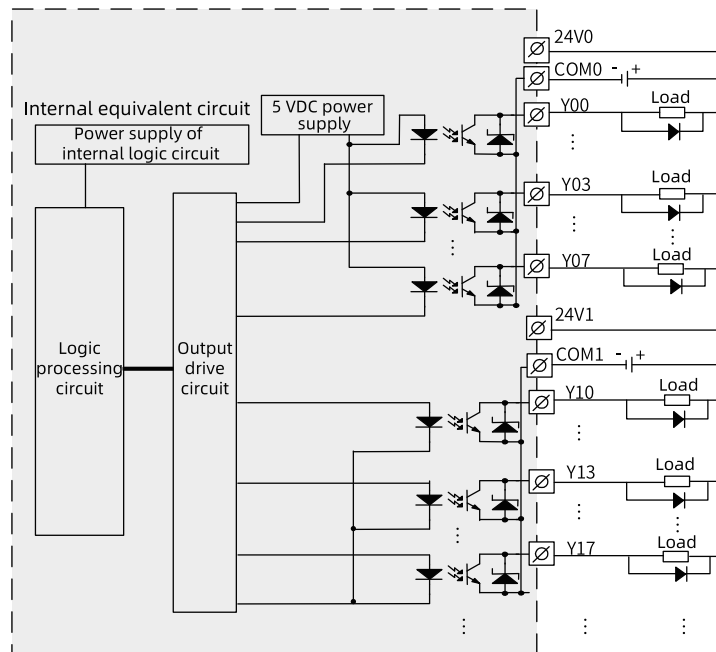 24V0
COM0 - +
Internal equivalent circuit
5 VDC power
supply
Y00
Load
Power supply of
internal logic circuit
Y03
Load
Y07
Load
24V1
Logic
processing
circuit
Output
drive
circuit
COM1 - +
Y10
Load
Y13
Load
Y17
Load